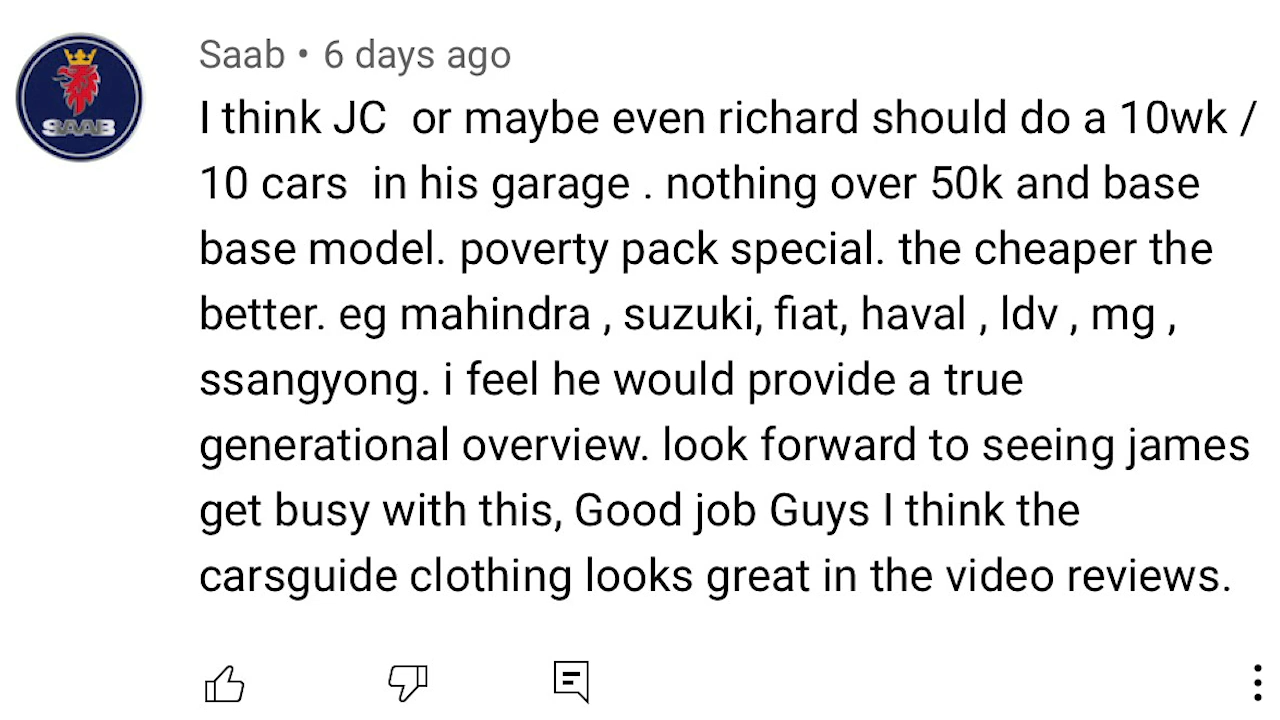 Saab • 6 days ago
I think JC  or maybe even richard should do a 10wk /
10 cars  in his garage . nothing over 50k and base
base model. poverty pack special. the cheaper the
better. eg mahindra , suzuki, fiat, haval , ldv , mg ,
ssangyong. i feel he would provide a true
generational overview. look forward to seeing james
get busy with this, Good job Guys I think the
carsguide clothing looks great in the video reviews.
SAAB